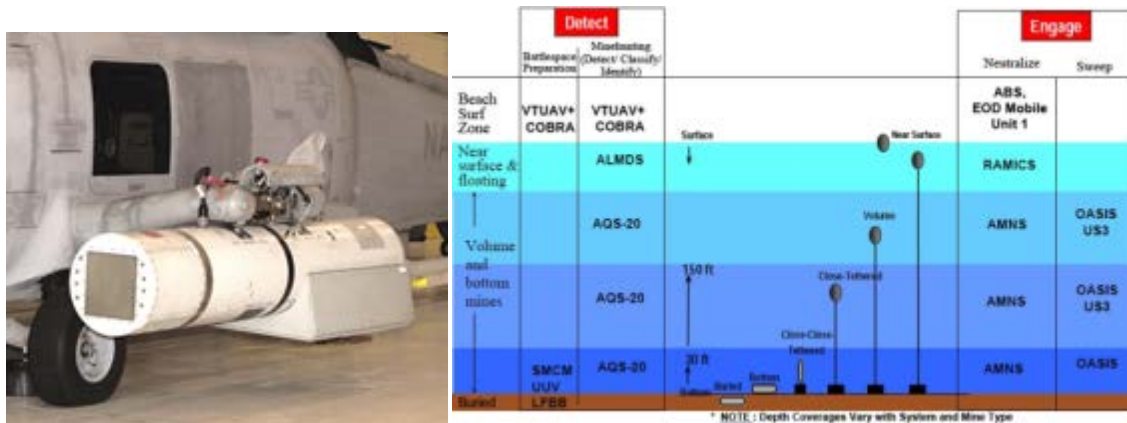 Detect
Engage
Battlespace
Preparation
Minehunting
(Detect/ Classify/
Identify)
Neutralize
Sweep
Beach
Surf
Zone
VTUAV+
COBRA
VTUAV+
COBRA
ABS,
EOD Mobile
Unit 1
Surface
Near Surface
Near
surface &
floating
ALMDS
RAMICS
Volume
and
bottom
mines
AQS-20
Volume
AMNS
OASIS
US3
150 ft
Close-Tethered
AQS-20
AMNS
OASIS
US3
Close-Close-
Tethered
30 ft
SMCM
UUV
AQS-20
Bottom
Buried
Bottom
AMNS
OASIS
Buried
LFBB
* NOTE : Depth Coverages Vary with System and Mine Type